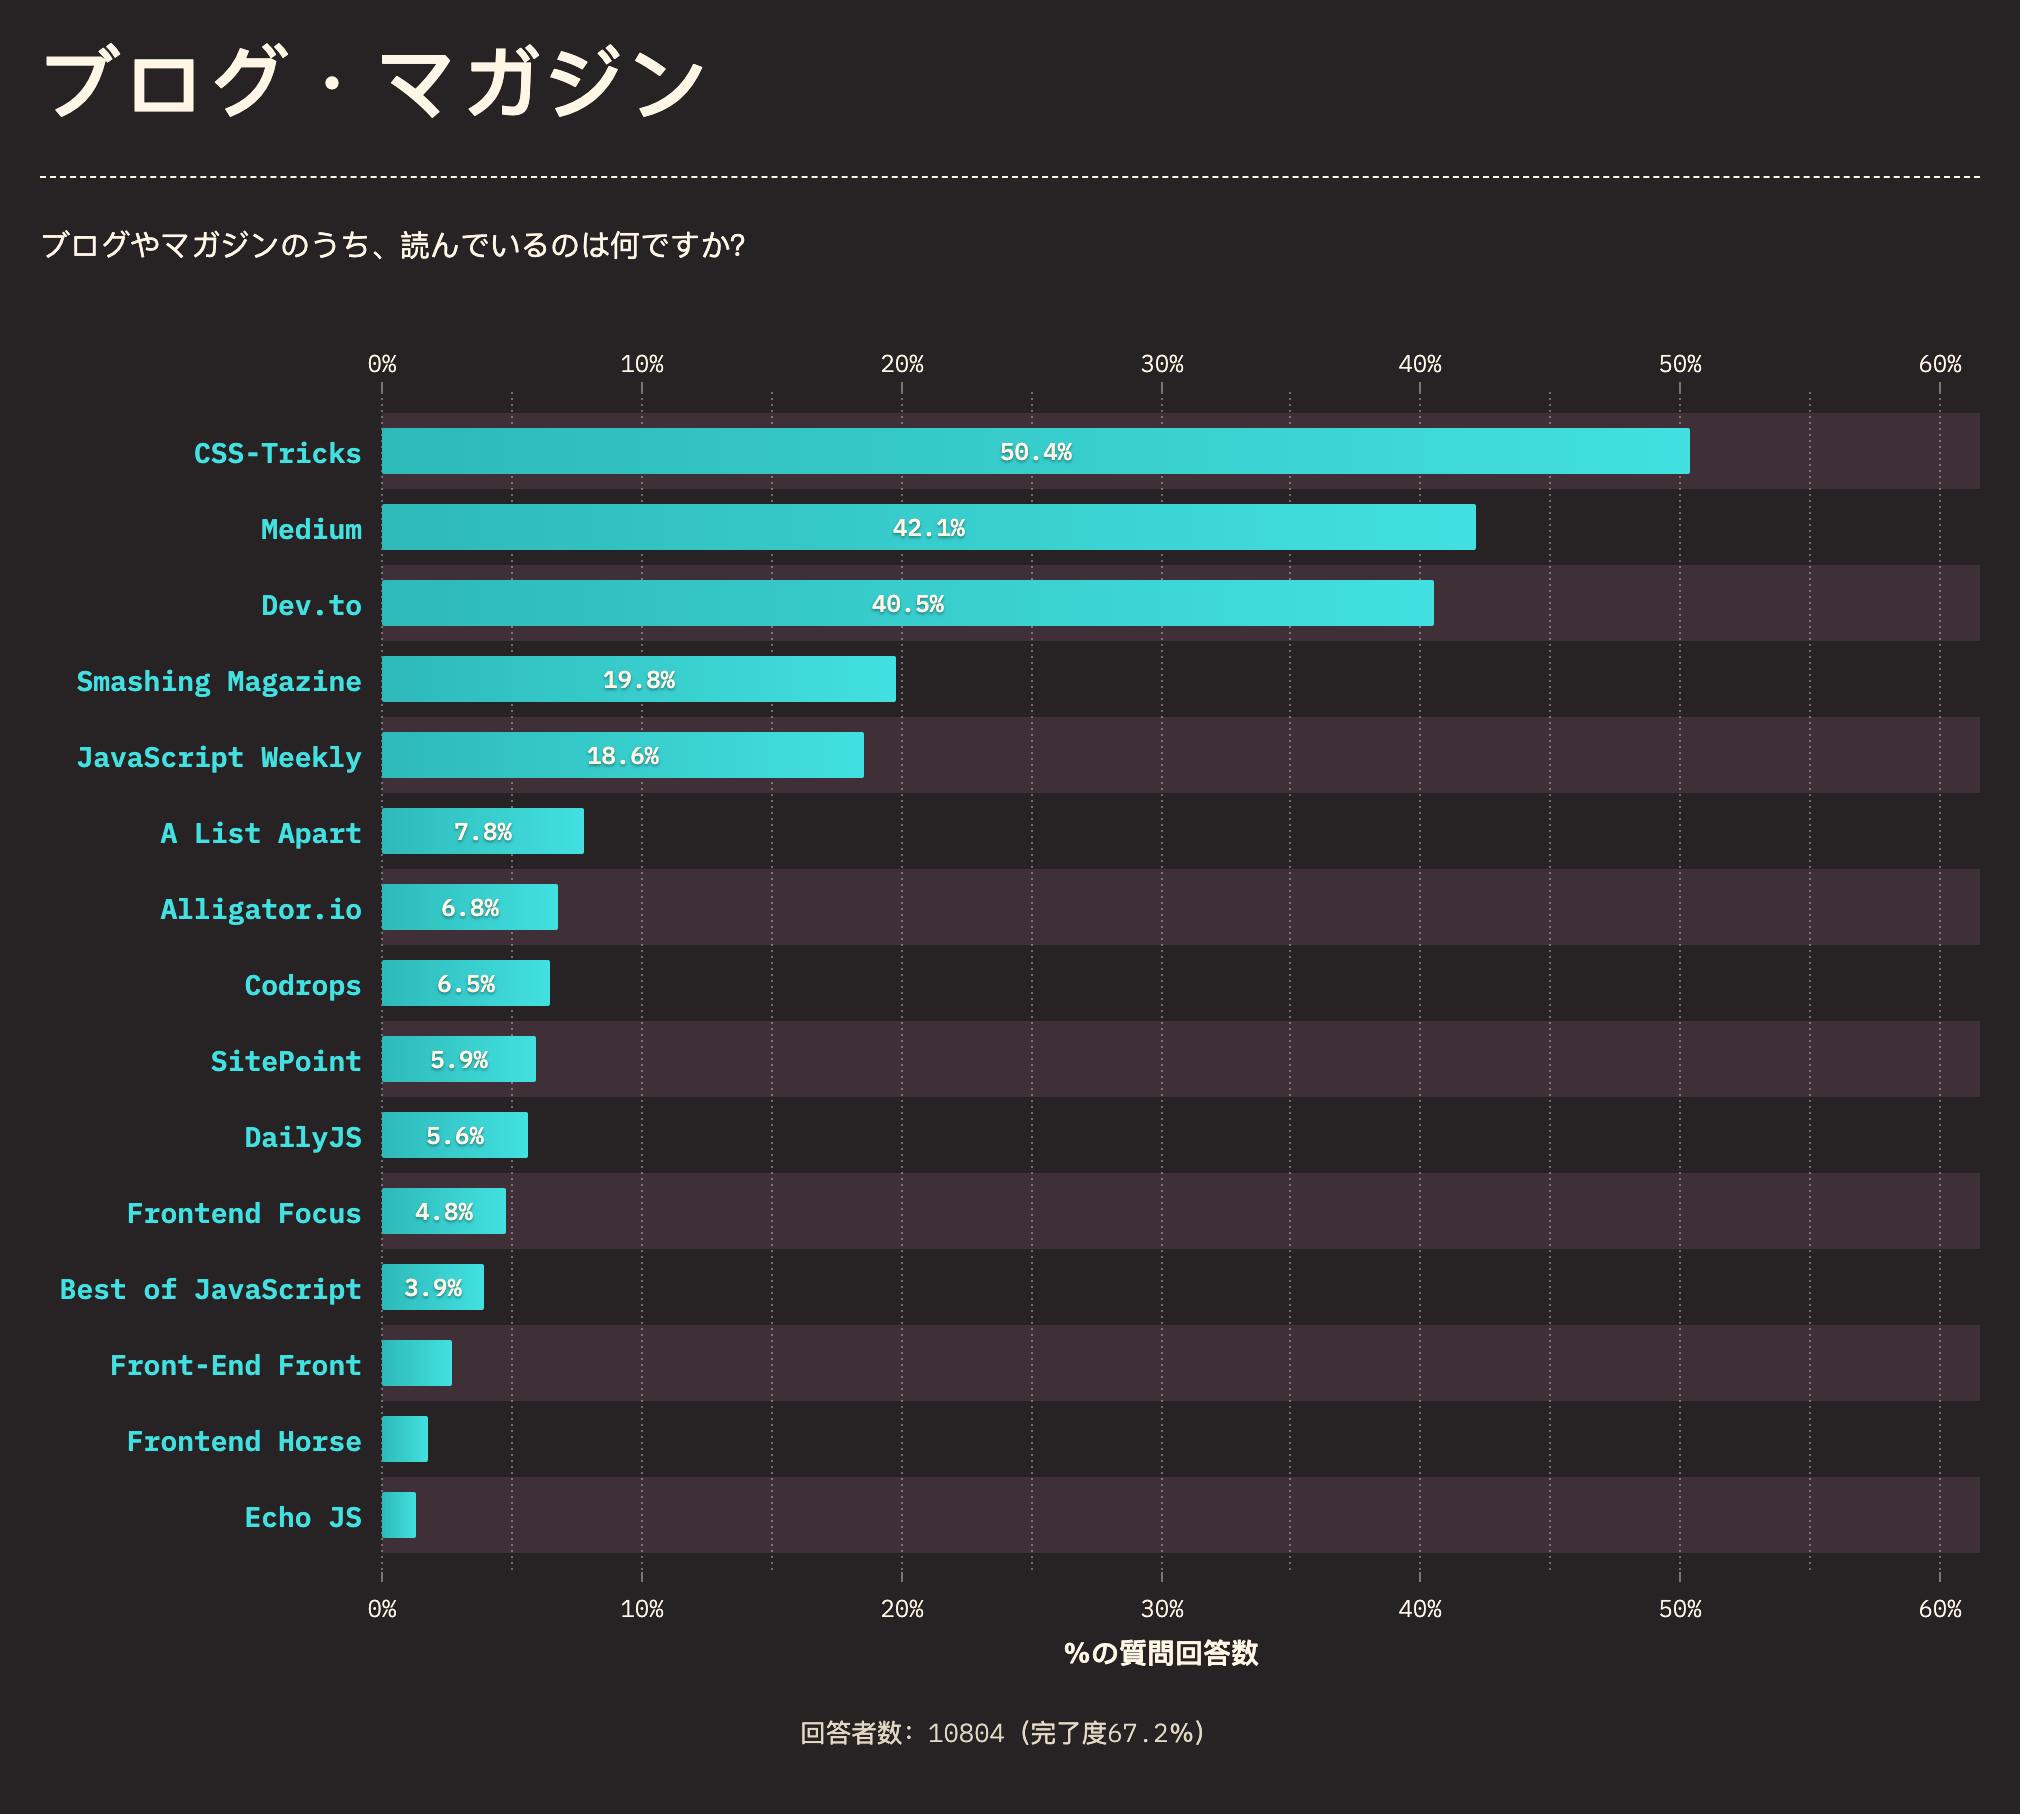 ブログ・マガジン
ブログやマガジンのうち、読んでいるのは何ですか?
0% 10% 20% 30% 40% 50% 60%
CSS-Tricks 50.4%
Medium 42.1%
Dev.to 40.5%
Smashing Magazine 19.8%
JavaScript Weekly 18.6%
A List Apart 7.8%
Alligator.io 6.8%
Codrops 6.5%
SitePoint 5.9%
DailyJS 5.6%
Frontend Focus 4.8%
Best of JavaScript 3.9%
Front-End Front
Frontend Horse
Echo JS
0% 10% 20% 30% 40% 50% 60%
%の質問回答数
回答者数: 10804 (完了度67.2%)